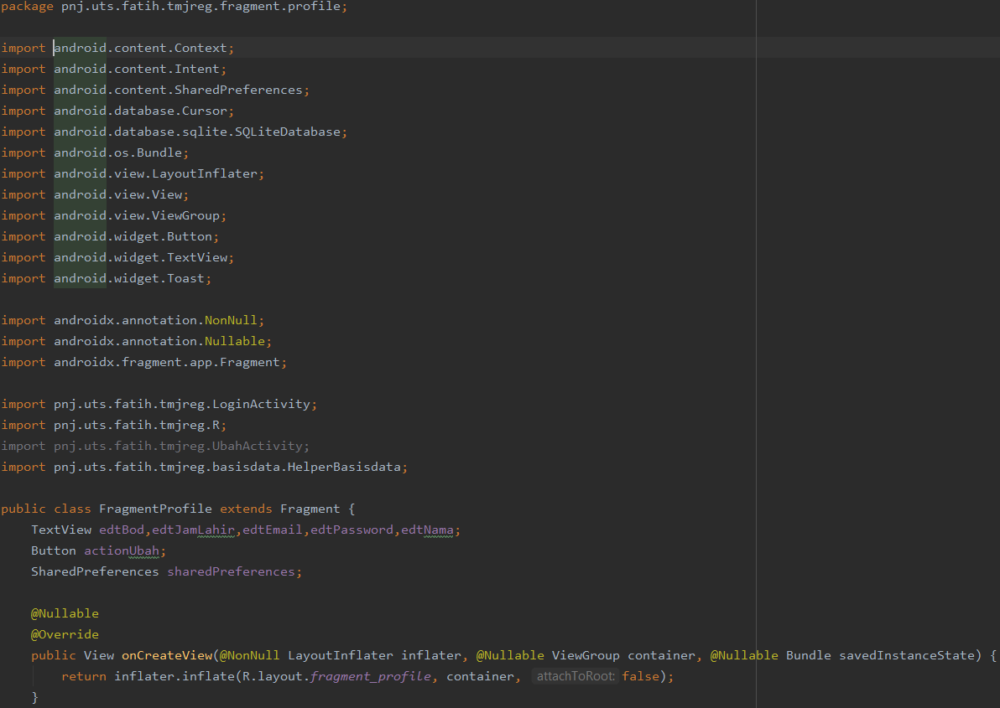 package pnj.uts.fatih.tmjreg.fragment.profile;
import android.content.Context;
import android.content.Intent;
import android.content.SharedPreferences;
import android.database.Cursor;
import android.database.sqlite.SQLiteDatabase;
import android.os.Bundle;
import android.view.LayoutInflater;
import android.view.View;
import android.view.ViewGroup;
import android.widget.Button;
import android.widget.TextView;
import android.widget.Toast;
import androidx.annotation.NonNull;
import androidx.annotation.Nullable;
import androidx.fragment.app.Fragment;
import pnj.uts.fatih.tmjreg.LoginActivity;
import pnj.uts.fatih.tmjreg.R;
import pnj.uts.fatih.tmjreg.UbahActivity;
import pnj.uts.fatih.tmjreg.basisdata.HelperBasisdata;
public class FragmentProfile extends Fragment {
TextView edtBod,edtJamLahir,edtEmail,edtPassword,edtNama;
Button actionUbah;
SharedPreferences sharedPreferences;
@Nullable
@Override
public View onCreateView(@NonNull LayoutInflater inflater, @Nullable ViewGroup container, @Nullable Bundle savedInstanceState) {
return inflater.inflate(R.layout.fragment_profile, container, attachToRoot: false);
}